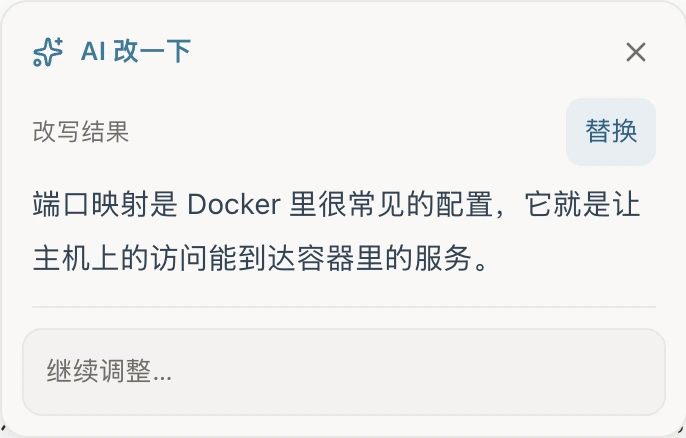 AI 改一下
改写结果
替换
端口映射是 Docker 里很常见的配置，它就是让
主机上的访问能到达容器里的服务。
继续调整...